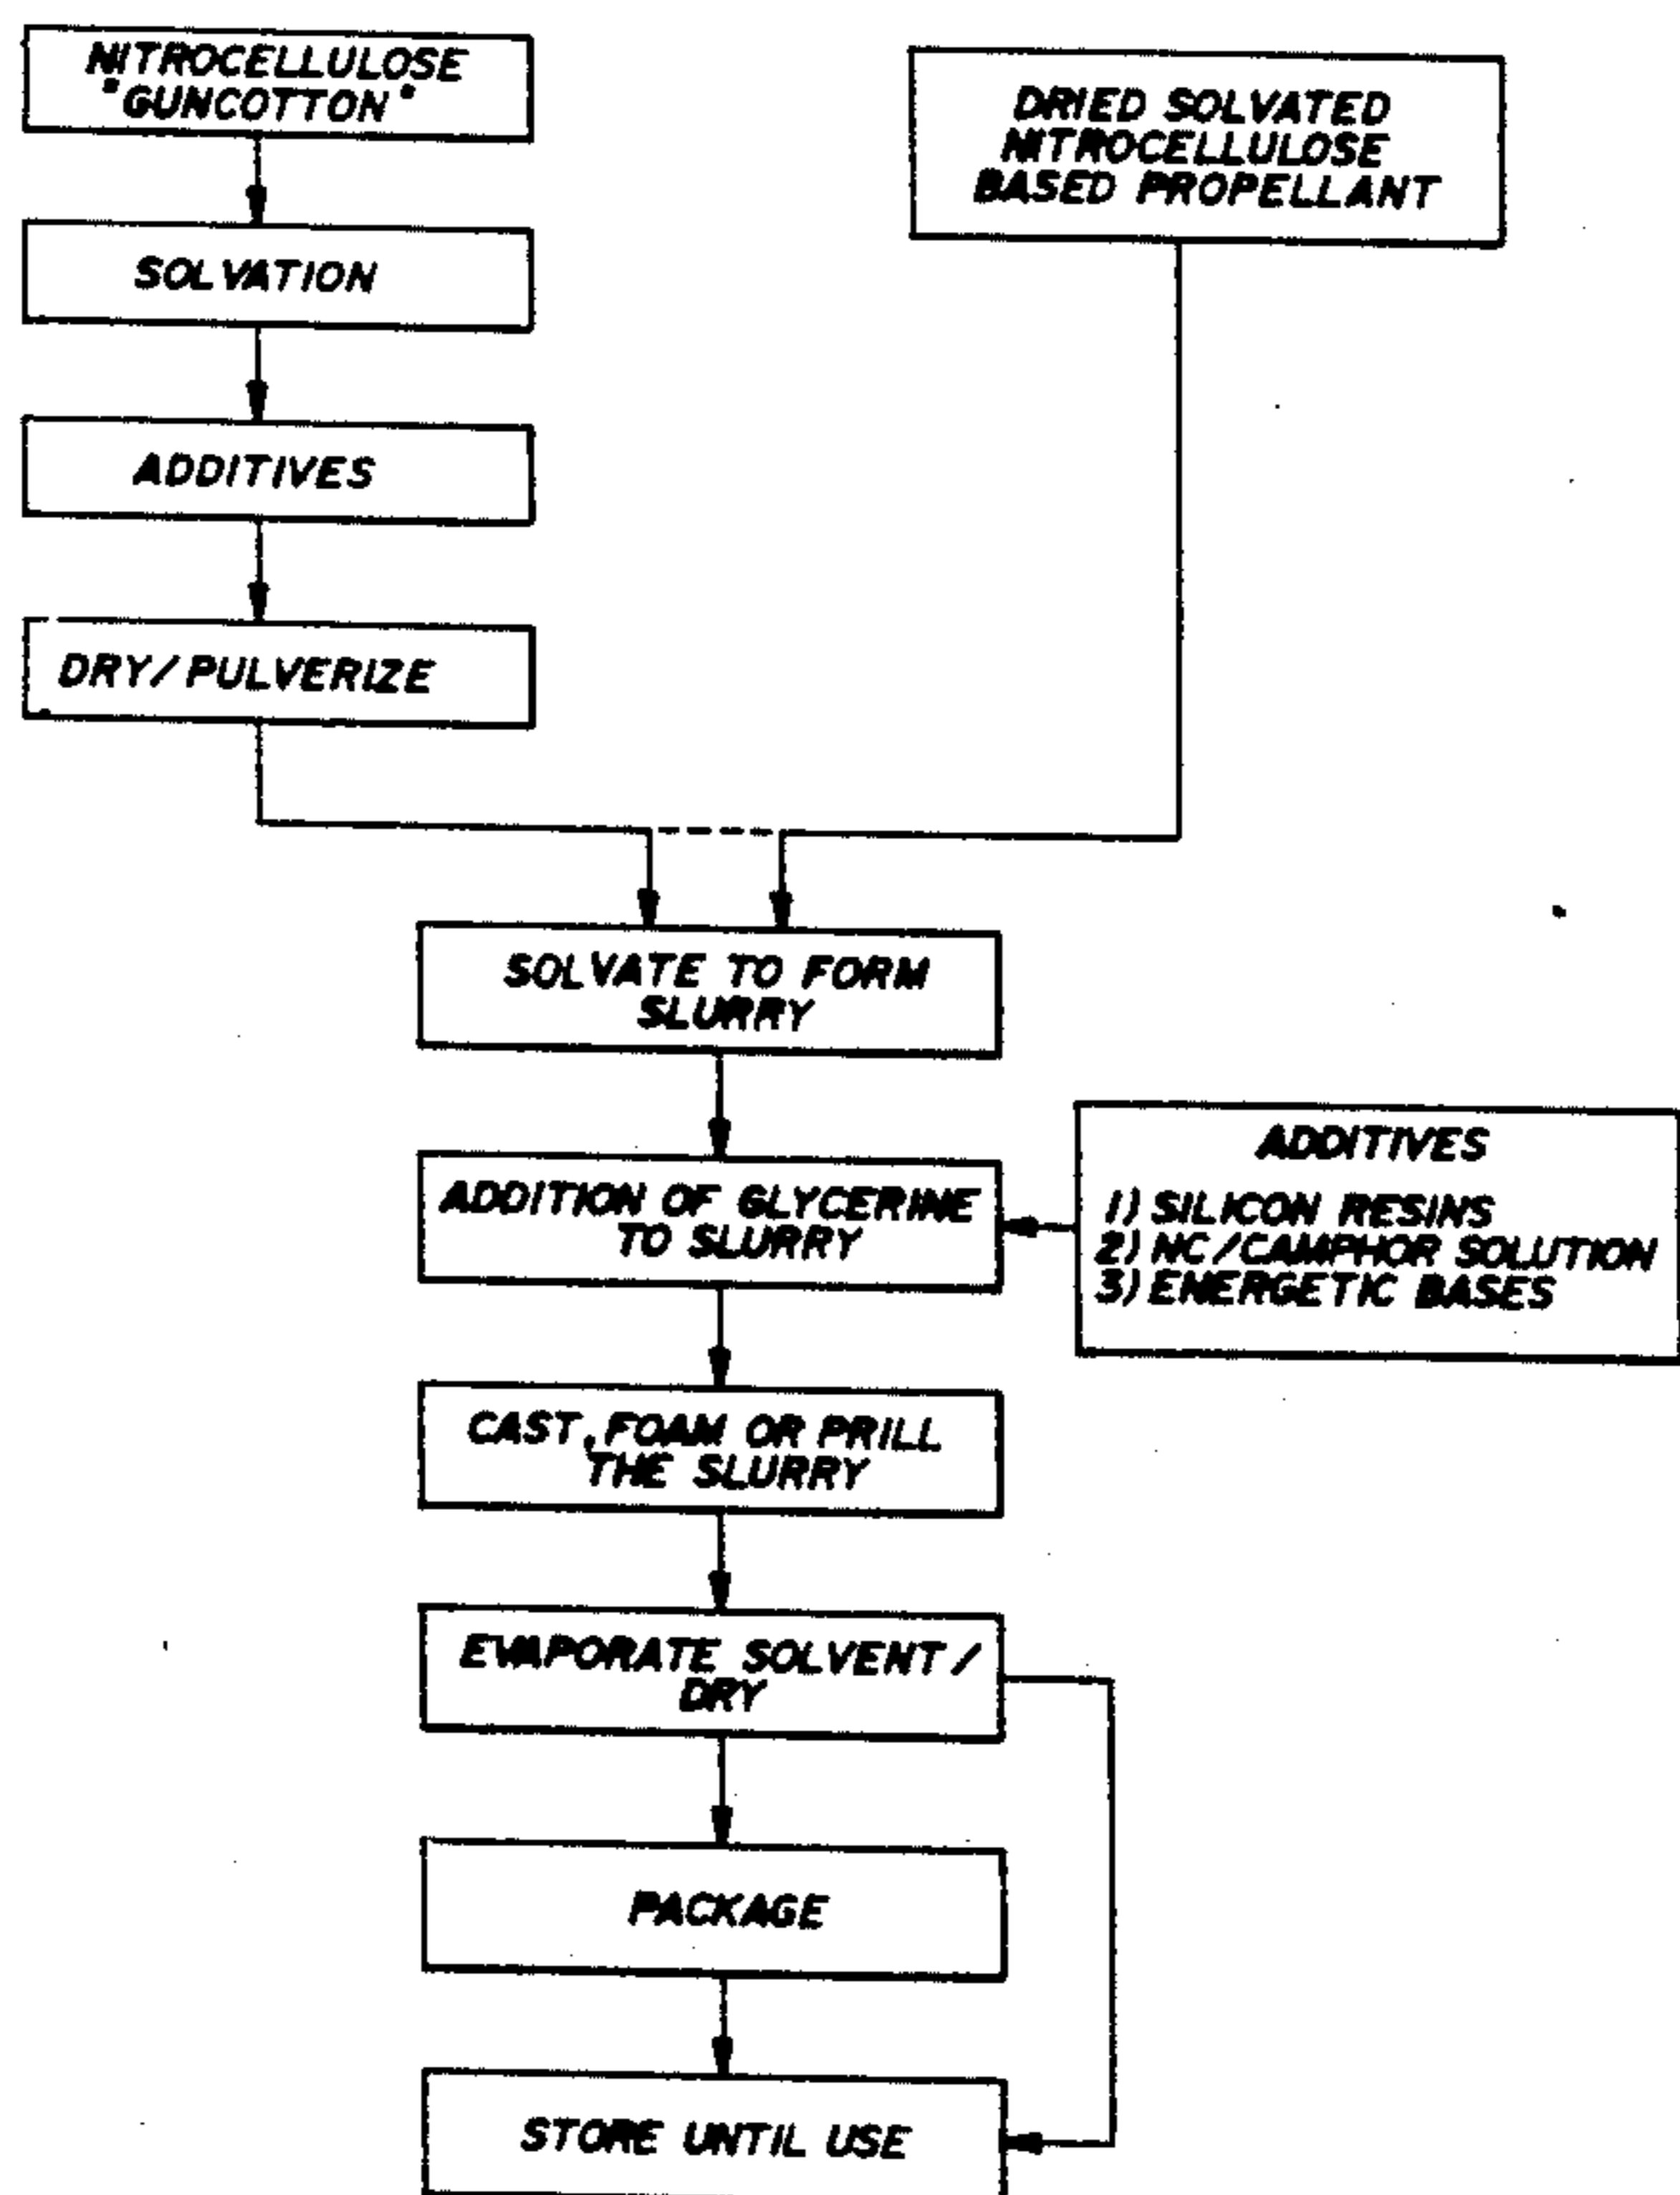 NITROCELLULOSE
"GUNCOTTON"
DRIED SOLVATED
NITROCELLULOSE
BASED PROPELLANT
SOLVATION
ADDITIVES
DRY/PULVERIZE
SOLVATE TO FORM
SLURRY
ADDITION OF GLYCERINE
TO SLURRY
ADDITIVES
1) SILICON RESINS
2) NC/CAMPHOR SOLUTION
3) ENERGETIC BASES
CAST, FOAM OR PRILL
THE SLURRY
EVAPORATE SOLVENT/
DRY
PACKAGE
STORE UNTIL USE